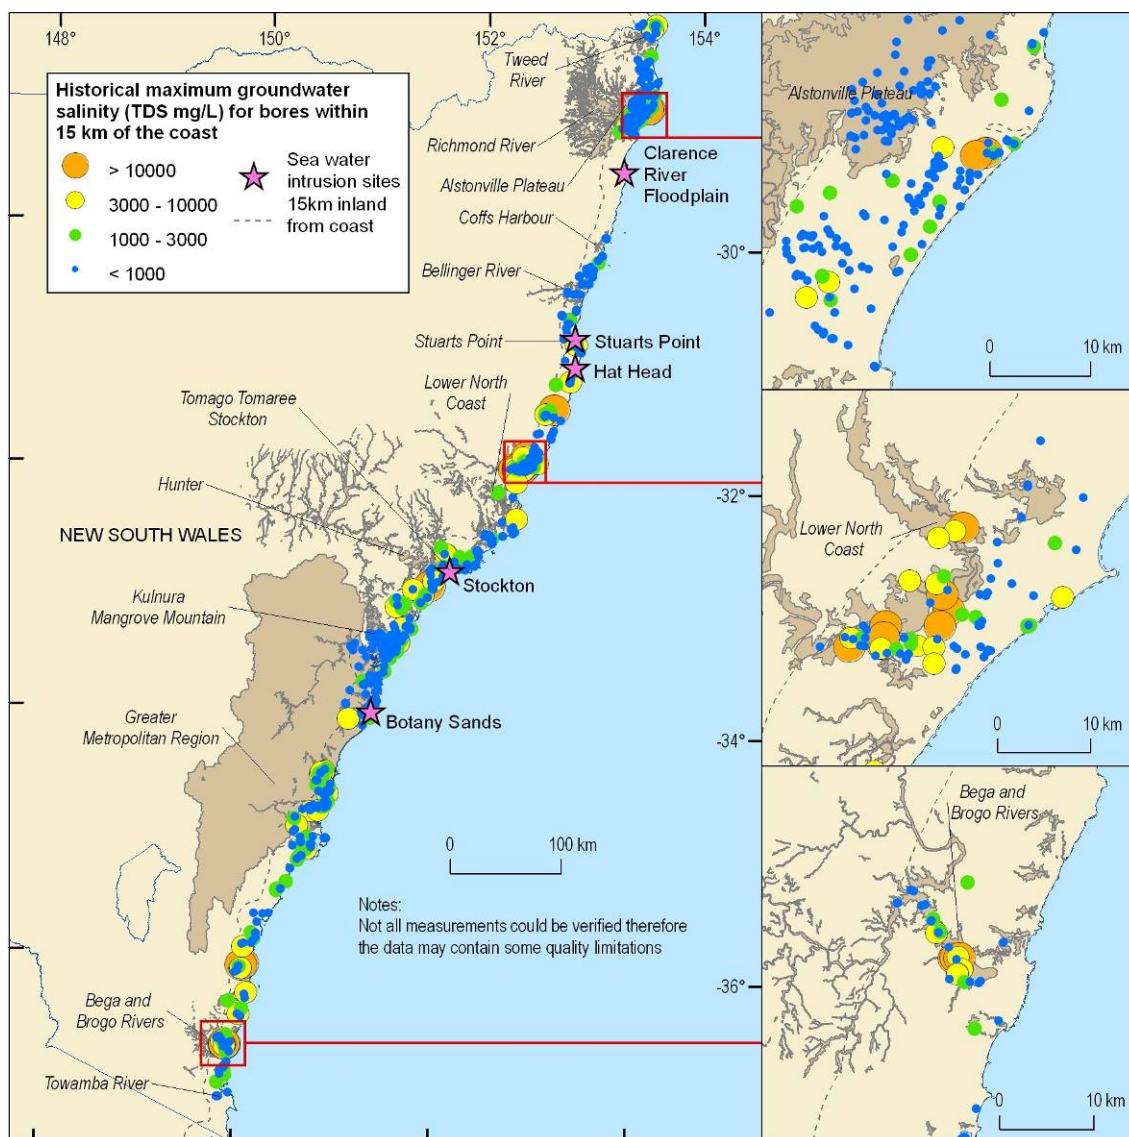 148°
150°
152°
154°
Historical maximum groundwater
salinity (TDS mg/L) for bores within
15 km of the coast
> 10000
3000 - 10000
1000 - 3000
< 1000
Sea water
intrusion sites
15km inland
from coast
Tweed
River
Richmond River
Alstonville Plateau
Clarence
River
Floodplain
Coffs Harbour
-30°
Bellinger River
Stuarts Point
Stuarts Point
Hat Head
Lower North
Coast
Tomago Tomaree
Stockton
Hunter
-32°
NEW SOUTH WALES
Stockton
Kulnura
Mangrove Mountain
Botany Sands
Greater
Metropolitan Region
-34°
0
100 km
Notes:
Not all measurements could be verified therefore
the data may contain some quality limitations
-36°
Bega and
Brogo Rivers
Towamba River
Alstonville Plateau
0
10 km
Lower North
Coast
0
10 km
Bega and
Brogo Rivers
0
10 km